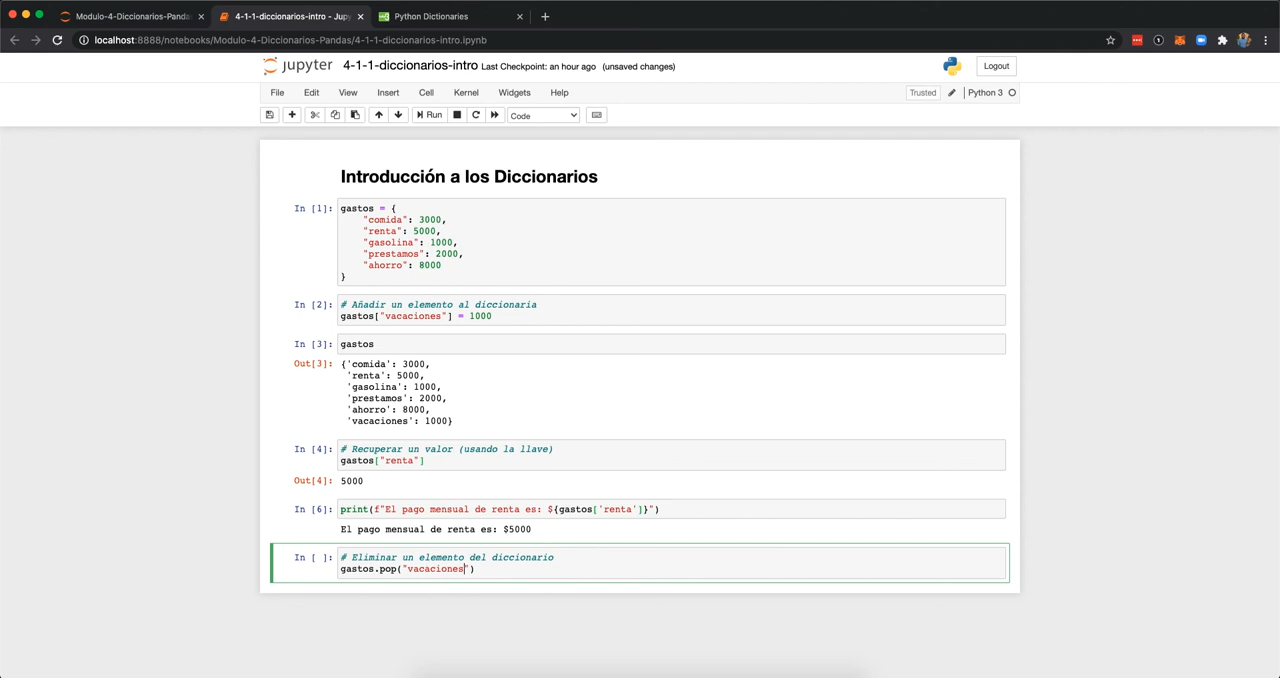 Modulo-4-Diccionarios-Panda
4-1-1-diccionarios-intro - Jup
Python Dictionaries
localhost:8888/notebooks/Modulo-4-Diccionarios-Pandas/4-1-1-diccionarios-intro.ipynb
jupyter 4-1-1-diccionarios-intro Last Checkpoint: an hour ago (unsaved changes) Logout
File Edit View Insert Cell Kernel Widgets Help Trusted Python 3
Run Code
Introducción a los Diccionarios
In [1]: gastos = {
"comida": 3000,
"renta": 5000,
"gasolina": 1000,
"prestamos": 2000,
"ahorro": 8000
}
In [2]: # Añadir un elemento al diccionaria
gastos["vacaciones"] = 1000
In [3]: gastos
Out[3]: {'comida': 3000,
'renta': 5000,
'gasolina': 1000,
'prestamos': 2000,
'ahorro': 8000,
'vacaciones': 1000}
In [4]: # Recuperar un valor (usando la llave)
gastos["renta"]
Out[4]: 5000
In [6]: print(f"El pago mensual de renta es: ${gastos['renta']}")
El pago mensual de renta es: $5000
In [ ]: # Eliminar un elemento del diccionario
gastos.pop("vacaciones")